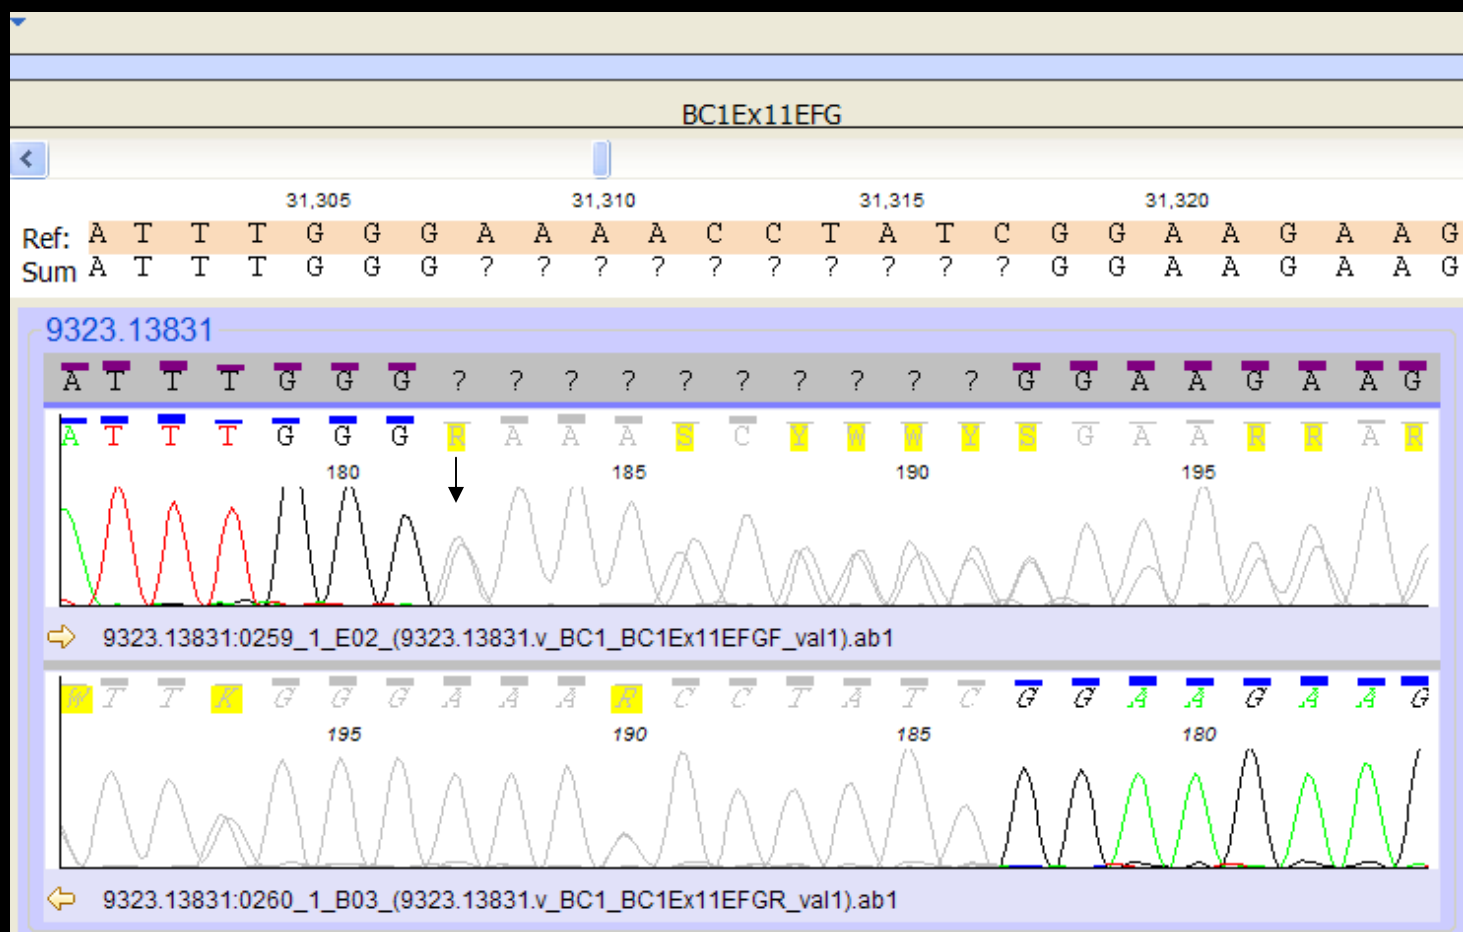 BC1Ex11EFG
31,305 31,310 31,315 31,320
Ref: A T T T G G G A A A A C C T A T C G G A A G A A G
Sum A T T T G G G ? ? ? ? ? ? ? ? ? ? G G A A G A A G
9323.13831
A T T T G G G ? ? ? ? ? ? ? ? ? ? G G A A G A A G
A T T T G G G R A A A S C Y W W Y S G A A R R A R
180 185 190 195
9323.13831:0259_1_E02_(9323.13831.v_BC1_BC1Ex11EFGF_val1).ab1
W T T K G G G A A A R C C T A T C G G A A G A A G
195 190 185 180
9323.13831:0260_1_B03_(9323.13831.v_BC1_BC1Ex11EFGR_val1).ab1